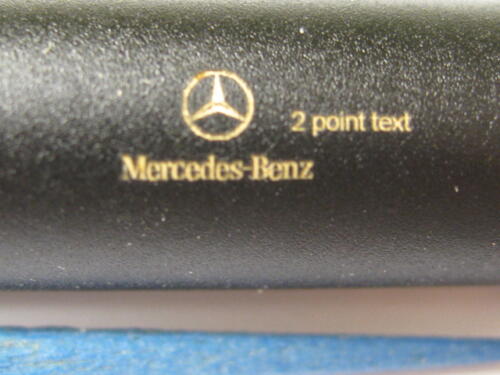 2 point text
Mercedes-Benz